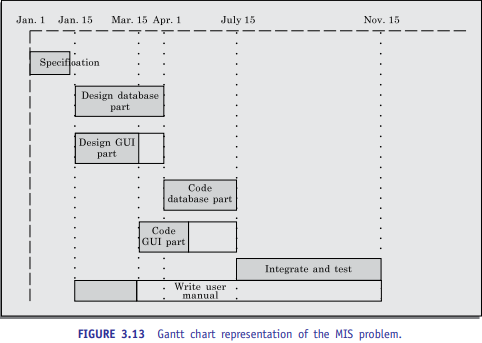 Jan. 1 Jan. 15 Mar. 15 Apr. 1 July 15 Nov. 15
Specification
Design database
part
Design GUI
part
Code
database part
Code
GUI part
Integrate and test
Write user
manual
FIGURE 3.13 Gantt chart representation of the MIS problem.